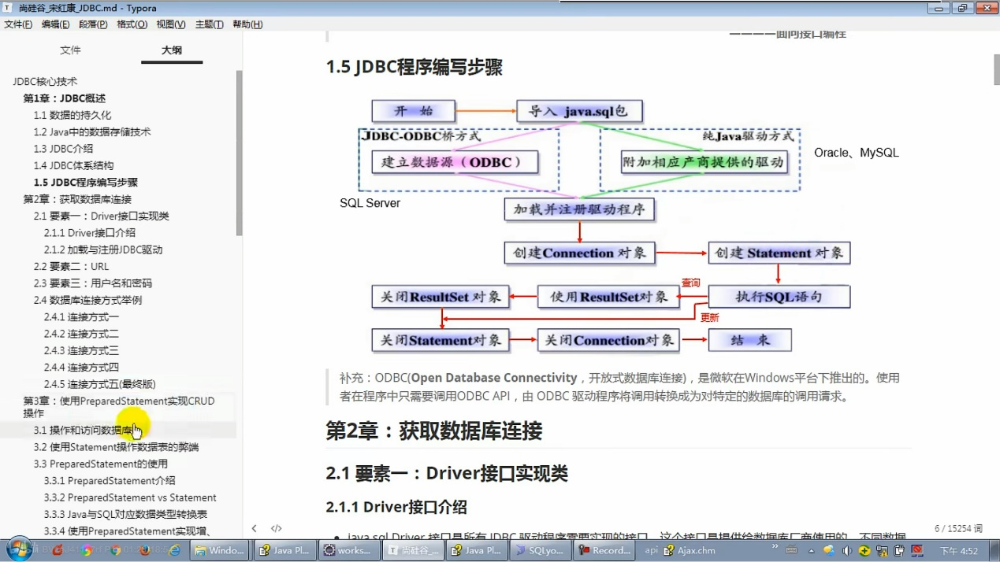 尚硅谷_宋红康_JDBC.md - Typora
文件(F) 编辑(E) 段落(P) 格式(O) 视图(V) 主题(T) 帮助(H)
文件 大纲
JDBC核心技术
第1章：JDBC概述
1.1 数据的持久化
1.2 Java中的数据存储技术
1.3 JDBC介绍
1.4 JDBC体系结构
1.5 JDBC程序编写步骤
第2章：获取数据库连接
2.1 要素一：Driver接口实现类
2.1.1 Driver接口介绍
2.1.2 加载与注册JDBC驱动
2.2 要素二：URL
2.3 要素三：用户名和密码
2.4 数据库连接方式举例
2.4.1 连接方式一
2.4.2 连接方式二
2.4.3 连接方式三
2.4.4 连接方式四
2.4.5 连接方式五(最终版)
第3章：使用PreparedStatement实现CRUD
操作
3.1 操作和访问数据库
3.2 使用Statement操作数据表的弊端
3.3 PreparedStatement的使用
3.3.1 PreparedStatement介绍
3.3.2 PreparedStatement vs Statement
3.3.3 Java与SQL对应数据类型转换表
3.3.4 使用PreparedStatement实现增、
————面向接口编程
1.5 JDBC程序编写步骤
开 始
导入 java.sql包
JDBC-ODBC桥方式
纯Java驱动方式
建立数据源（ODBC）
附加相应产商提供的驱动
Oracle、MySQL
SQL Server
加载并注册驱动程序
创建Connection 对象
创建 Statement 对象
查询
关闭ResultSet 对象
使用ResultSet对象
执行SQL语句
更新
关闭Statement对象
关闭Connection对象
结 束
补充：ODBC(Open Database Connectivity，开放式数据库连接)，是微软在Windows平台下推出的。使用
者在程序中只需要调用ODBC API，由 ODBC 驱动程序将调用转换成为对特定的数据库的调用请求。
第2章：获取数据库连接
2.1 要素一：Driver接口实现类
2.1.1 Driver接口介绍
java.sql.Driver 接口是所有 JDBC 驱动程序需要实现的接口。这个接口是提供给数据库厂商使用的，不同数据
6 / 15254 词
Windo... Java Pl... works... 尚硅谷_... Java Pl... SQLyo... Record... api Ajax.chm
下午 4:52